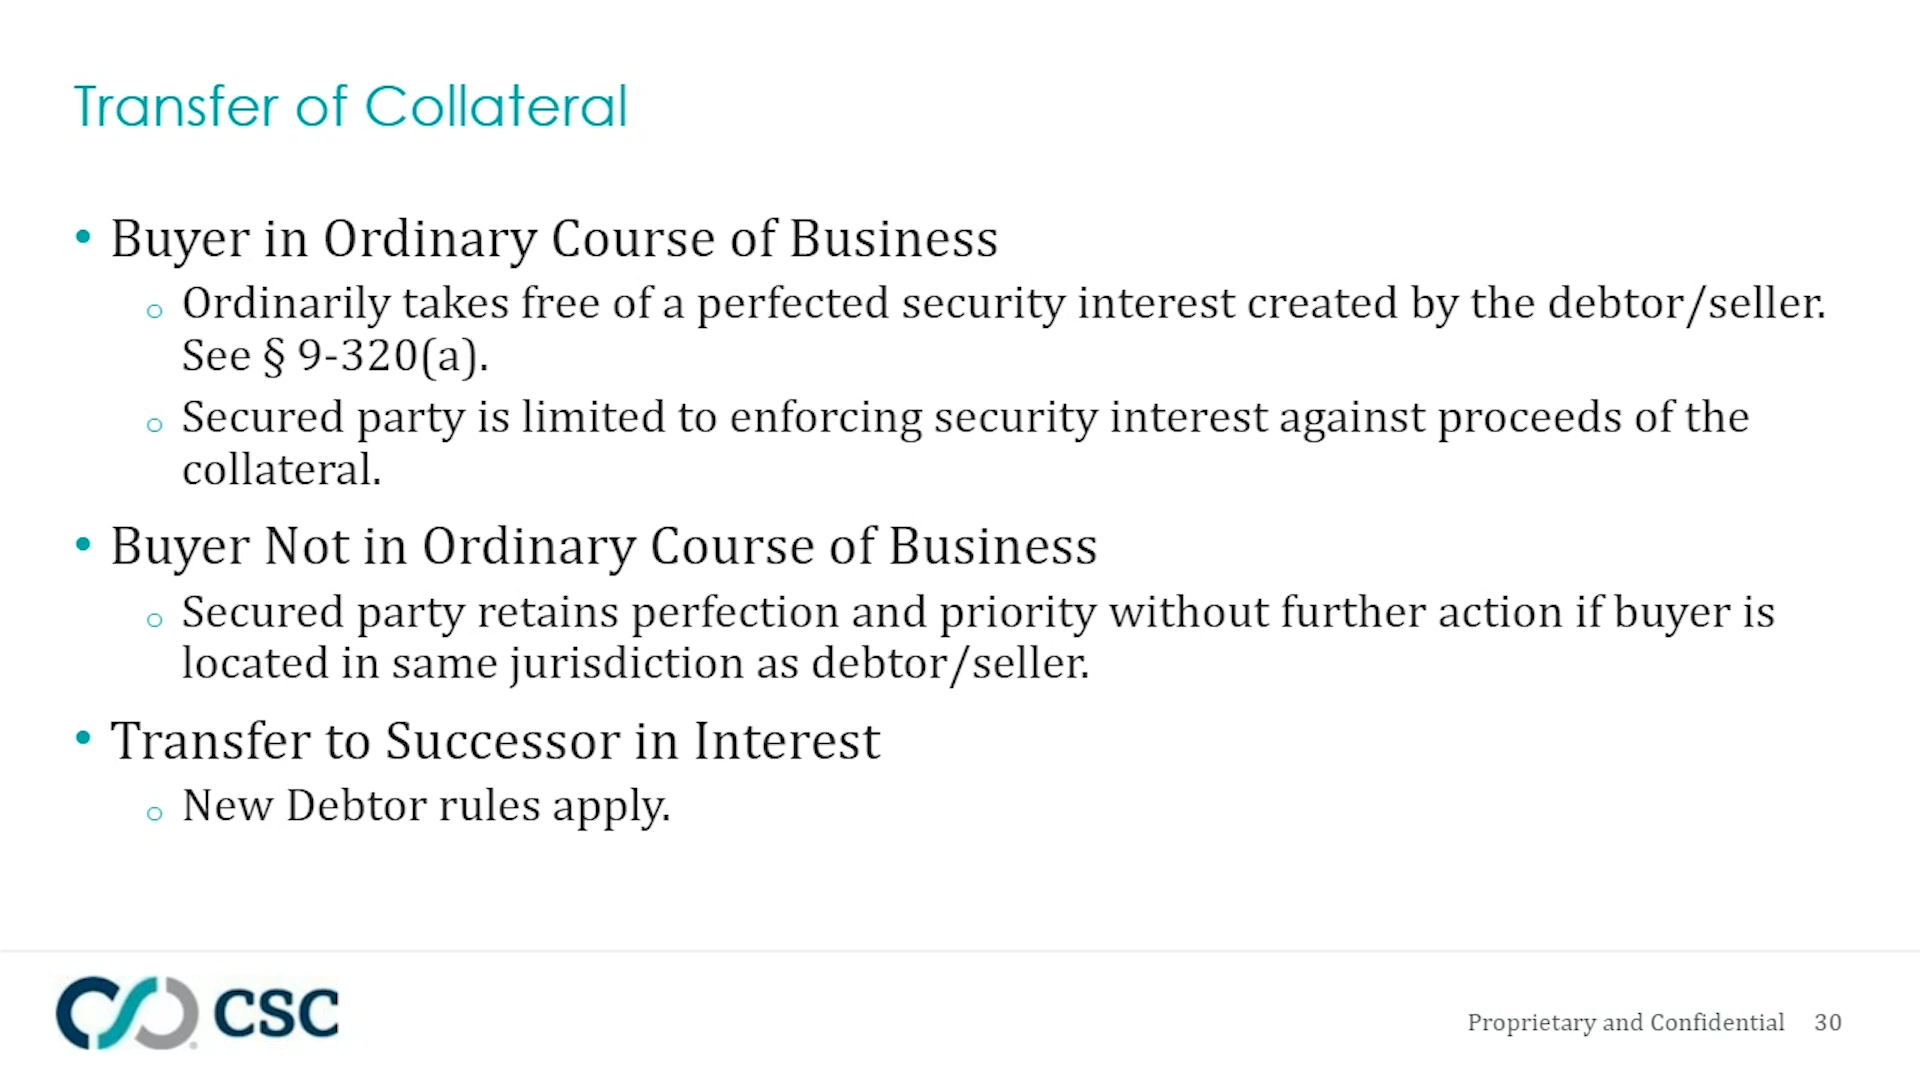 Transfer of Collateral
• Buyer in Ordinary Course of Business
o Ordinarily takes free of a perfected security interest created by the debtor/seller.
See § 9-320(a).
o Secured party is limited to enforcing security interest against proceeds of the
collateral.
• Buyer Not in Ordinary Course of Business
o Secured party retains perfection and priority without further action if buyer is
located in same jurisdiction as debtor/seller.
• Transfer to Successor in Interest
o New Debtor rules apply.
CSC
Proprietary and Confidential 30